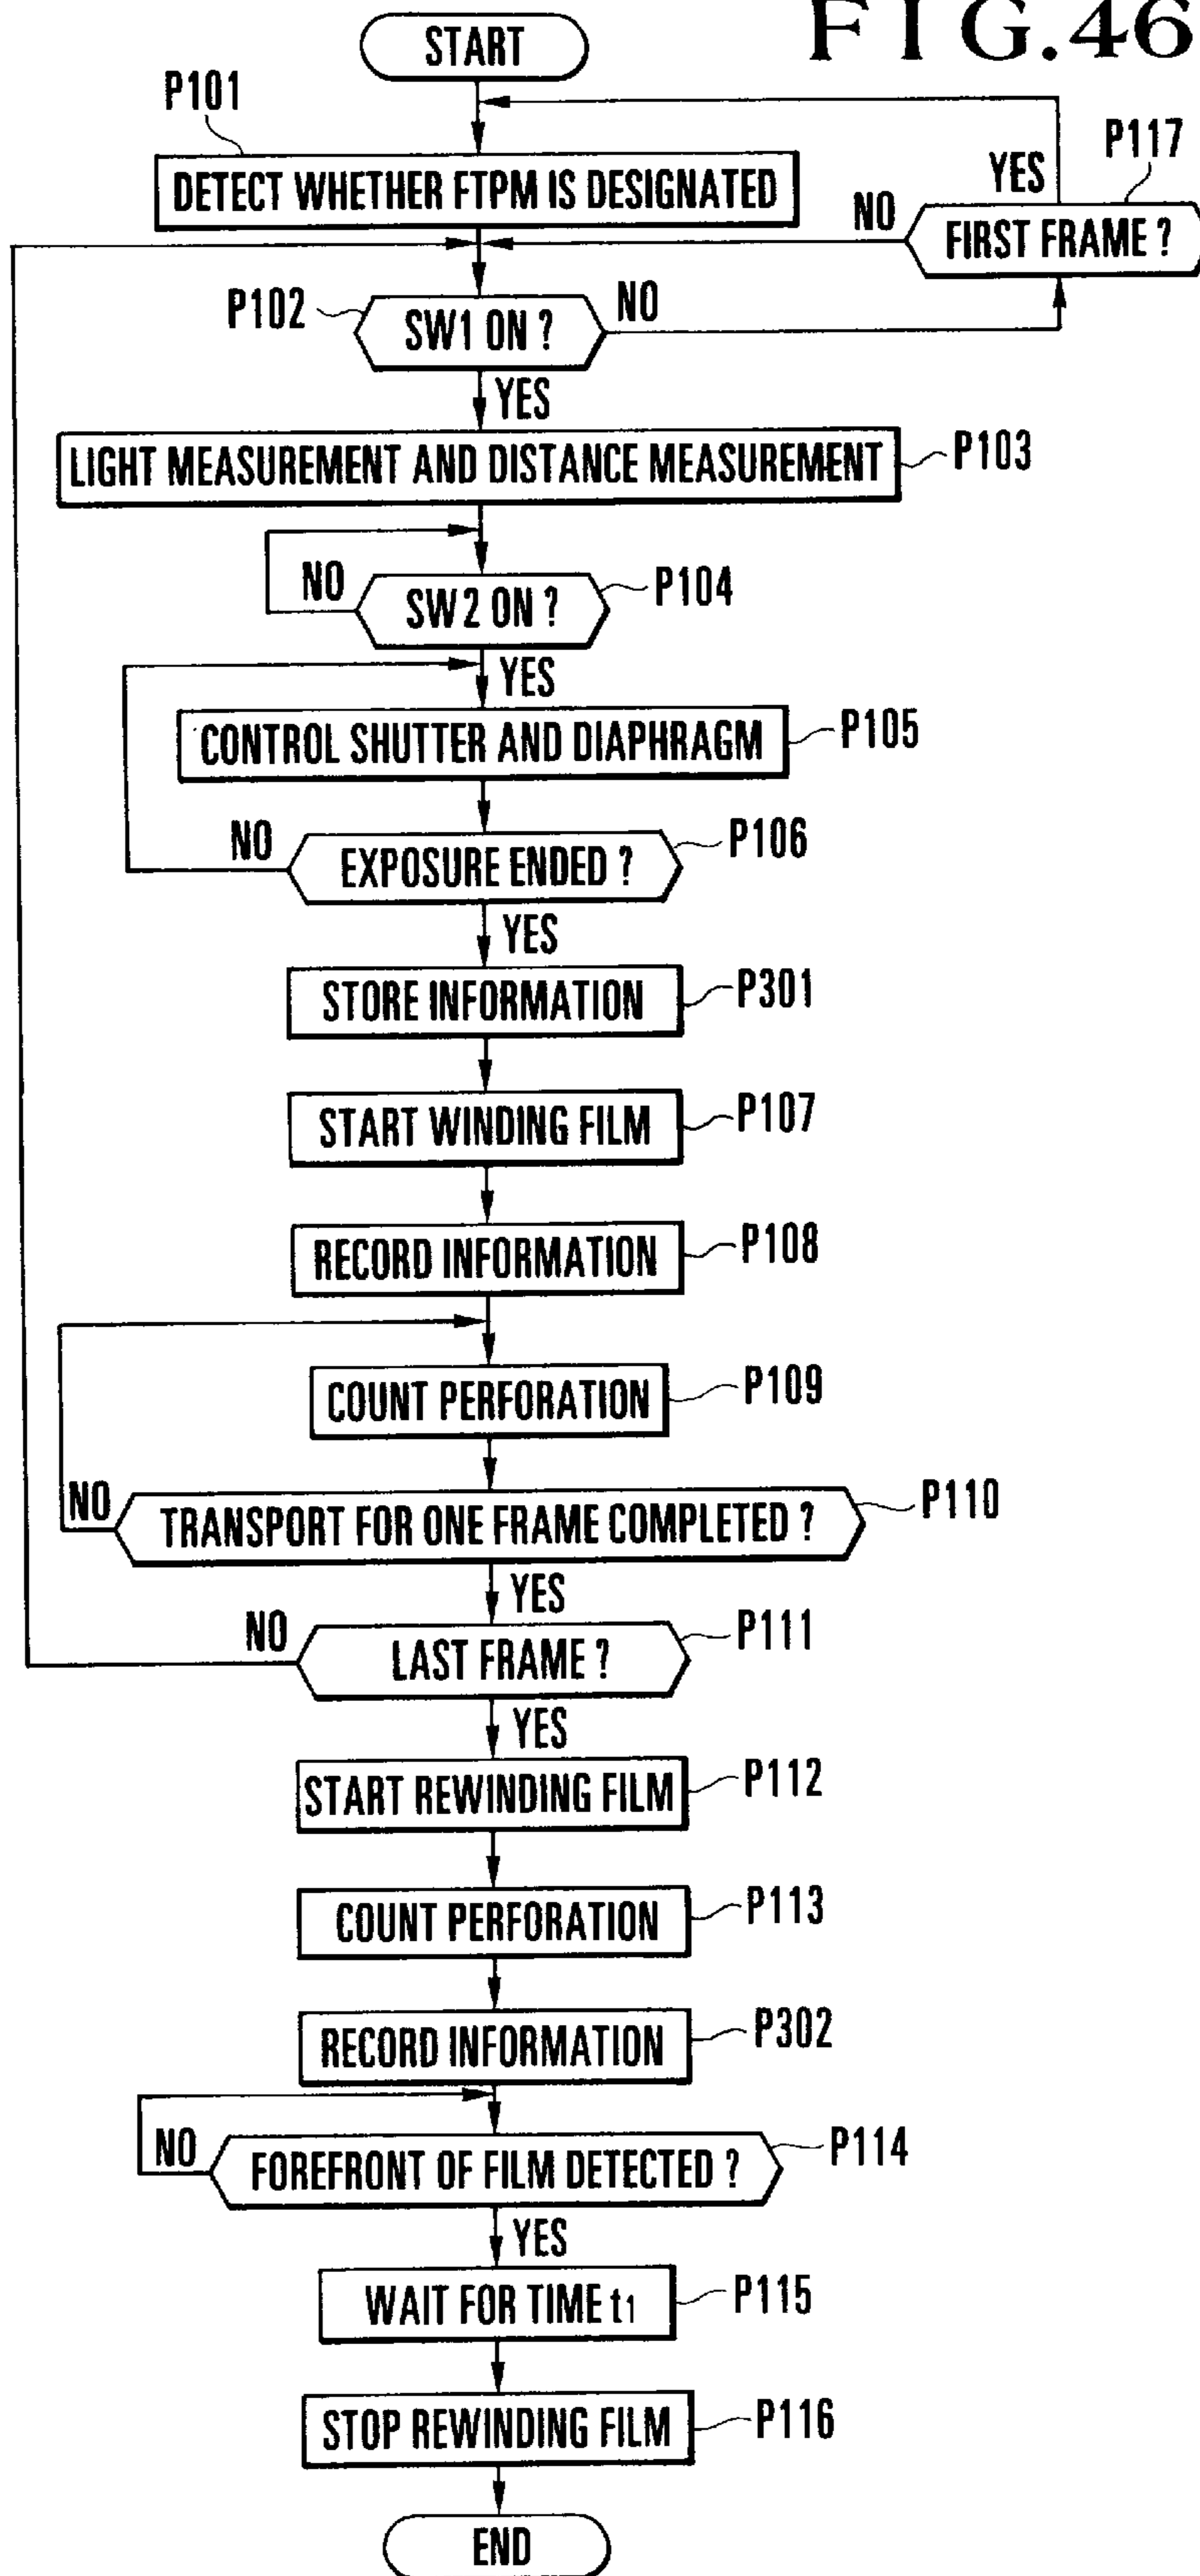 FIG.46
START
P101
DETECT WHETHER FTPM IS DESIGNATED
P117
YES
NO
FIRST FRAME ?
P102
SW1 ON ?
NO
YES
LIGHT MEASUREMENT AND DISTANCE MEASUREMENT
P103
NO
SW2 ON ?
P104
YES
CONTROL SHUTTER AND DIAPHRAGM
P105
NO
EXPOSURE ENDED ?
P106
YES
STORE INFORMATION
P301
START WINDING FILM
P107
RECORD INFORMATION
P108
COUNT PERFORATION
P109
NO
TRANSPORT FOR ONE FRAME COMPLETED ?
P110
YES
NO
LAST FRAME ?
P111
YES
START REWINDING FILM
P112
COUNT PERFORATION
P113
RECORD INFORMATION
P302
NO
FOREFRONT OF FILM DETECTED ?
P114
YES
WAIT FOR TIME t1
P115
STOP REWINDING FILM
P116
END